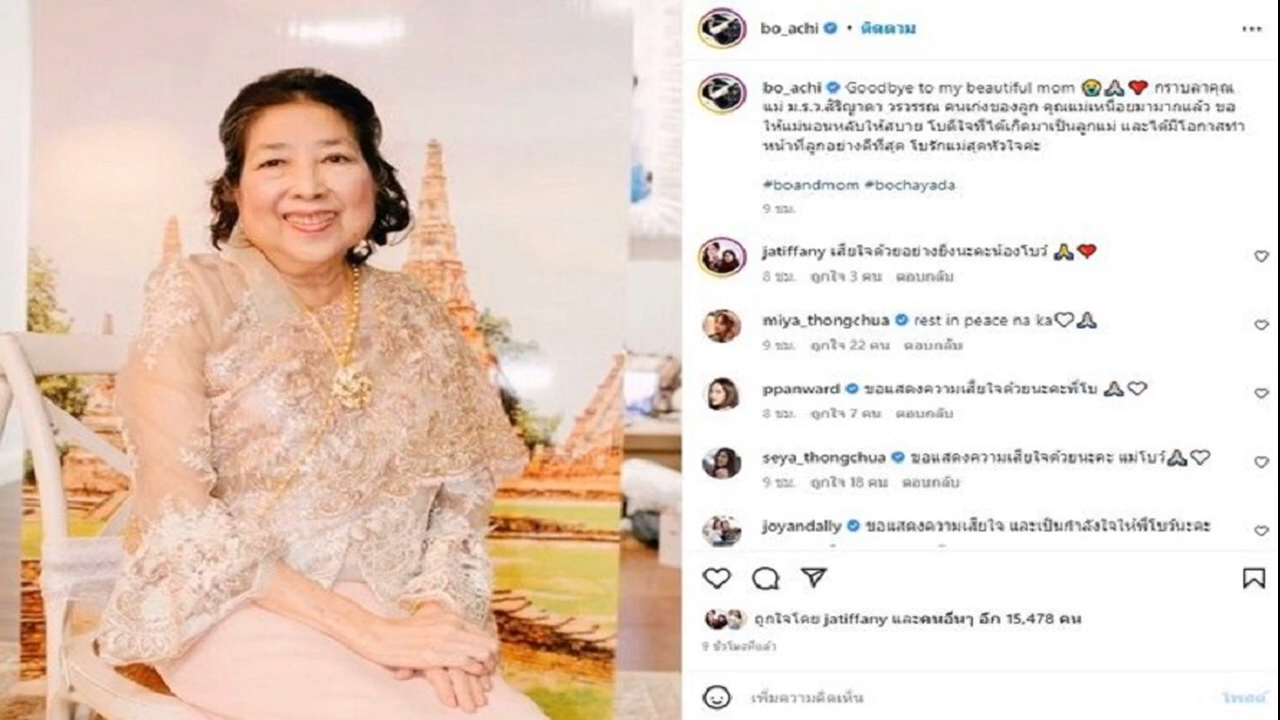 bo_achi • ติดตาม
bo_achi Goodbye to my beautiful mom 😭🙏❤️ กราบลาคุณ
แม่ ม.ร.ว.สิริญาดา วรวรรณ คนเก่งของลูก คุณแม่เหนื่อยมามากแล้ว ขอ
ให้แม่นอนหลับให้สบาย โบดีใจที่ได้เกิดมาเป็นลูกแม่ และได้มีโอกาสทำ
หน้าที่ลูกอย่างดีที่สุด โบรักแม่สุดหัวใจค่ะ
#boandmom #bochayada
9 ชม.
jatiffany เสียใจด้วยอย่างยิ่งนะคะน้องโบว์ 🙏❤️
8 ชม. ถูกใจ 3 คน ตอบกลับ
miya_thongchua rest in peace na ka🤍🙏
9 ชม. ถูกใจ 22 คน ตอบกลับ
ppanward ขอแสดงความเสียใจด้วยนะคะพี่โบ 🙏🤍
8 ชม. ถูกใจ 7 คน ตอบกลับ
seya_thongchua ขอแสดงความเสียใจด้วยนะคะ แม่โบว์🙏🤍
9 ชม. ถูกใจ 18 คน ตอบกลับ
joyandally ขอแสดงความเสียใจ และเป็นกำลังใจให้พี่โบว์นะคะ
ถูกใจโดย jatiffany และคนอื่นๆ อีก 15,478 คน
9 ชั่วโมงที่แล้ว
เพิ่มความคิดเห็น
โพสต์